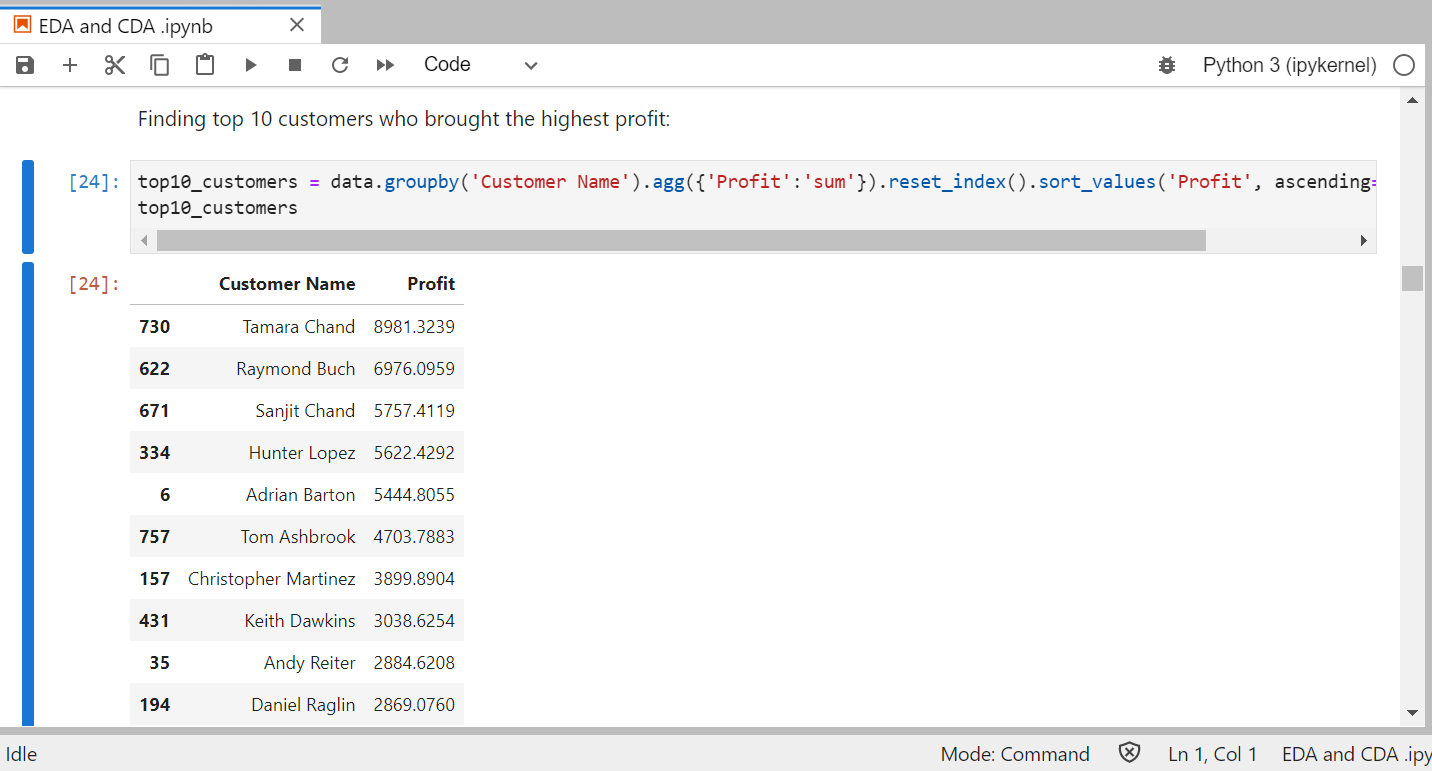 EDA and CDA .ipynb
Code
Python 3 (ipykernel)
Finding top 10 customers who brought the highest profit:
[24]: top10_customers = data.groupby('Customer Name').agg({'Profit':'sum'}).reset_index().sort_values('Profit', ascending=
top10_customers
[24]: Customer Name Profit
730 Tamara Chand 8981.3239
622 Raymond Buch 6976.0959
671 Sanjit Chand 5757.4119
334 Hunter Lopez 5622.4292
6 Adrian Barton 5444.8055
757 Tom Ashbrook 4703.7883
157 Christopher Martinez 3899.8904
431 Keith Dawkins 3038.6254
35 Andy Reiter 2884.6208
194 Daniel Raglin 2869.0760
Idle Mode: Command Ln 1, Col 1 EDA and CDA .ipy